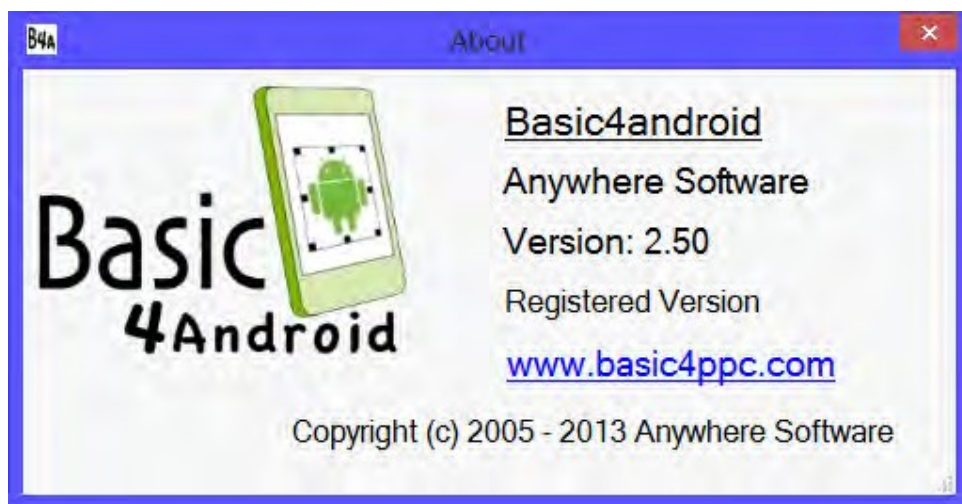 B4A
About
Basic
4Android
Basic4android
Anywhere Software
Version: 2.50
Registered Version
www.basic4ppc.com
Copyright (c) 2005 - 2013 Anywhere Software